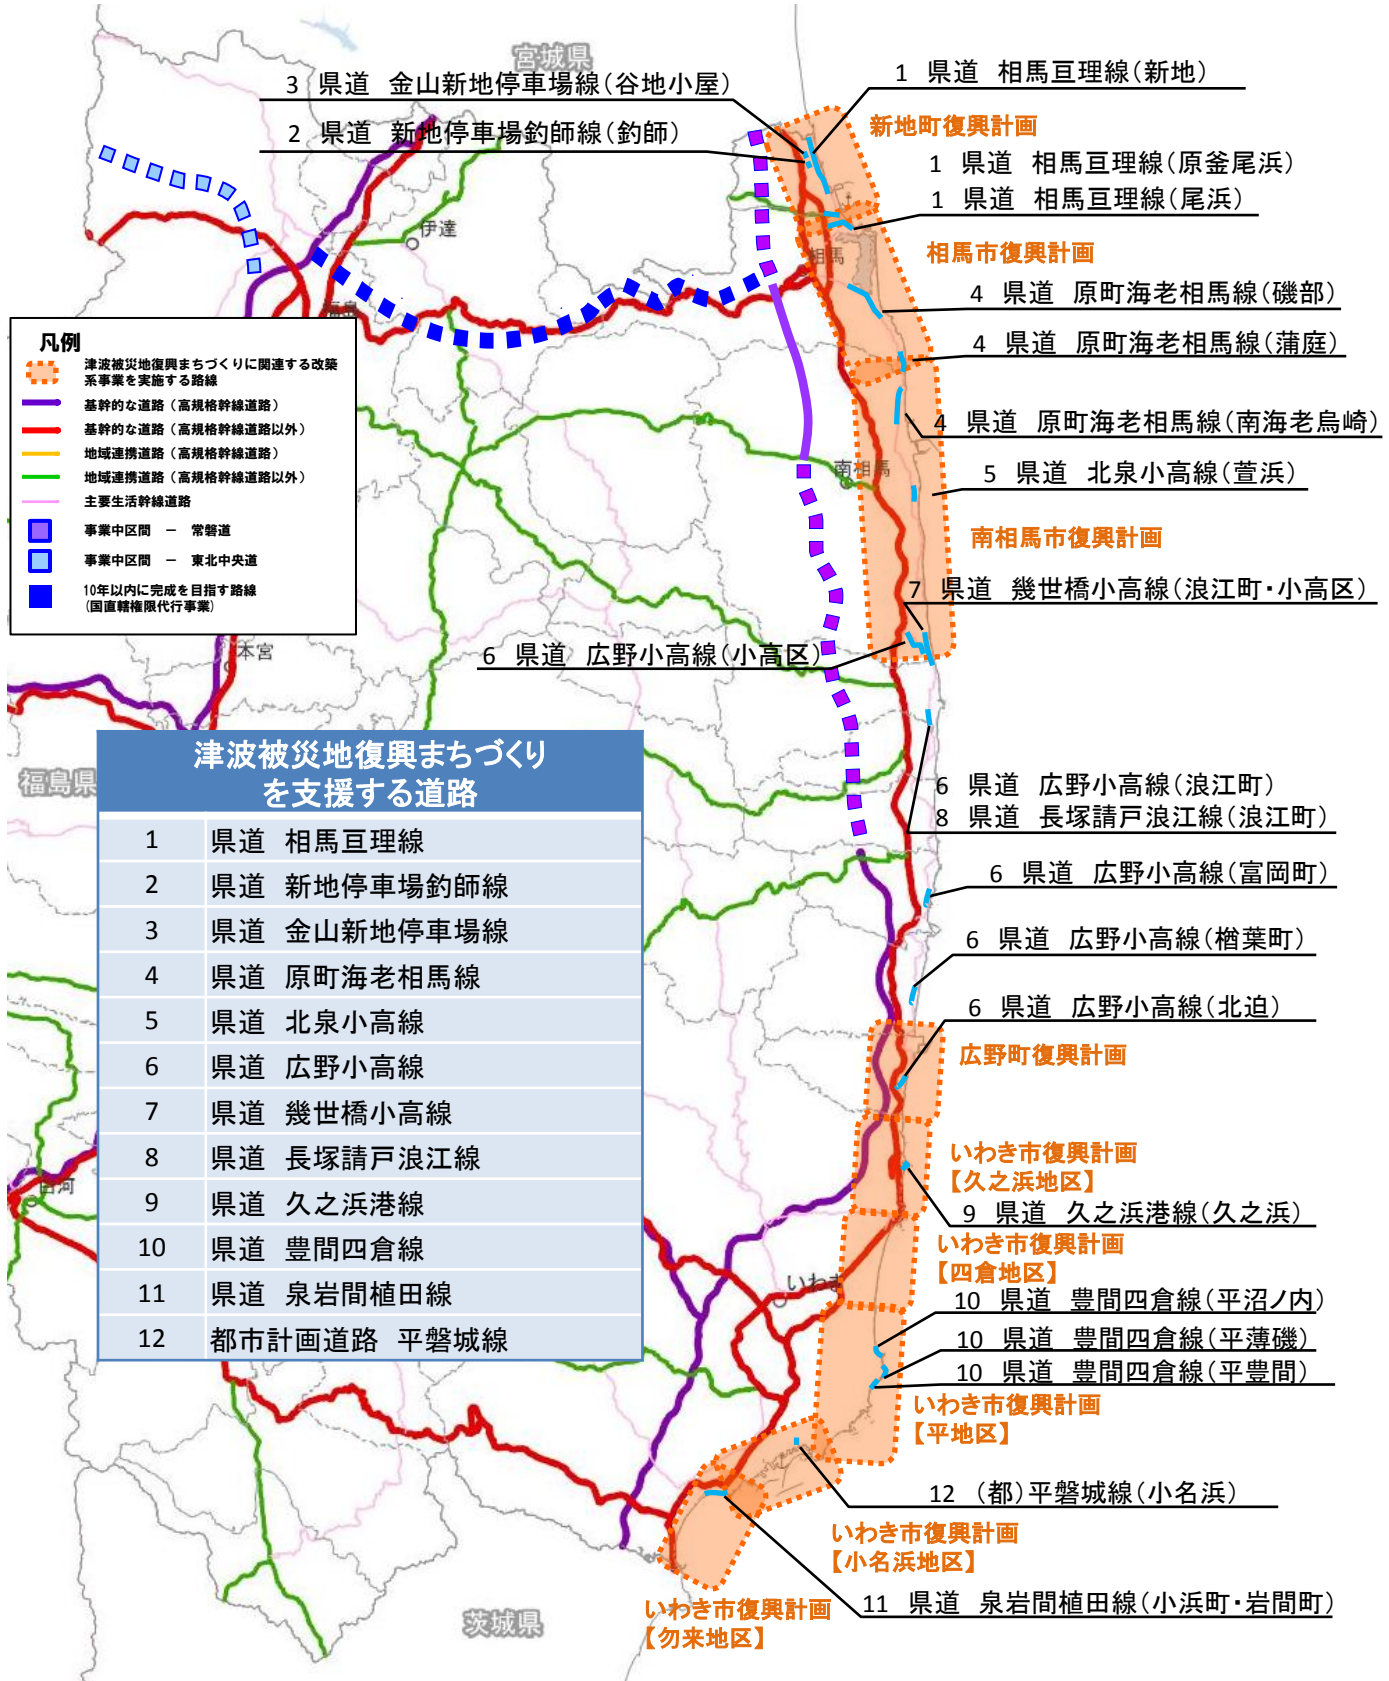 宮城県
3 県道 金山新地停車場線(谷地小屋)
1 県道 相馬亘理線(新地)
2 県道 新地停車場釣師線(釣師)
新地町復興計画
1 県道 相馬亘理線(原釜尾浜)
1 県道 相馬亘理線(尾浜)
伊達
相馬
相馬市復興計画
4 県道 原町海老相馬線(磯部)
福島
4 県道 原町海老相馬線(蒲庭)
凡例
津波被災地復興まちづくりに関連する改築
系事業を実施する路線
基幹的な道路(高規格幹線道路)
基幹的な道路(高規格幹線道路以外)
地域連携道路(高規格幹線道路)
地域連携道路(高規格幹線道路以外)
主要生活幹線道路
事業中区間 － 常磐道
事業中区間 － 東北中央道
10年以内に完成を目指す路線
(国直轄権限代行事業)
4 県道 原町海老相馬線(南海老烏崎)
南相馬
5 県道 北泉小高線(萱浜)
南相馬市復興計画
7 県道 幾世橋小高線(浪江町・小高区)
本宮
6 県道 広野小高線(小高区)
福島県
津波被災地復興まちづくり
を支援する道路
1 県道 相馬亘理線
2 県道 新地停車場釣師線
3 県道 金山新地停車場線
4 県道 原町海老相馬線
5 県道 北泉小高線
6 県道 広野小高線
7 県道 幾世橋小高線
8 県道 長塚請戸浪江線
9 県道 久之浜港線
10 県道 豊間四倉線
11 県道 泉岩間植田線
12 都市計画道路 平磐城線
6 県道 広野小高線(浪江町)
8 県道 長塚請戸浪江線(浪江町)
6 県道 広野小高線(富岡町)
6 県道 広野小高線(楢葉町)
6 県道 広野小高線(北迫)
広野町復興計画
いわき市復興計画
【久之浜地区】
白河
9 県道 久之浜港線(久之浜)
いわき市復興計画
【四倉地区】
いわき
10 県道 豊間四倉線(平沼ノ内)
10 県道 豊間四倉線(平薄磯)
10 県道 豊間四倉線(平豊間)
いわき市復興計画
【平地区】
12 (都)平磐城線(小名浜)
いわき市復興計画
【小名浜地区】
11 県道 泉岩間植田線(小浜町・岩間町)
いわき市復興計画
【勿来地区】
茨城県